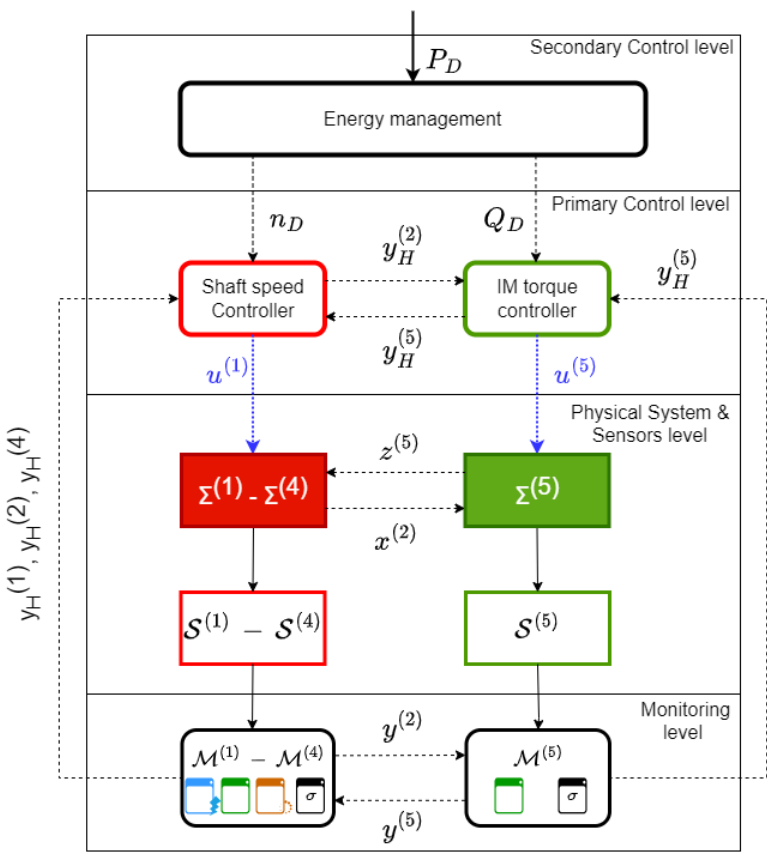 Secondary Control level
P_D
Energy management
Primary Control level
n_D
Q_D
y_H^{(2)}
y_H^{(5)}
Shaft speed
Controller
IM torque
controller
y_H^{(5)}
u^{(1)}
u^{(5)}
Physical System &
Sensors level
z^{(5)}
Σ^{(1)} - Σ^{(4)}
Σ^{(5)}
x^{(2)}
y_H^{(1)}, y_H^{(2)}, y_H^{(4)}
𝒮^{(1)} − 𝒮^{(4)}
𝒮^{(5)}
Monitoring
level
y^{(2)}
ℳ^{(1)} − ℳ^{(4)}
ℳ^{(5)}
σ
σ
y^{(5)}